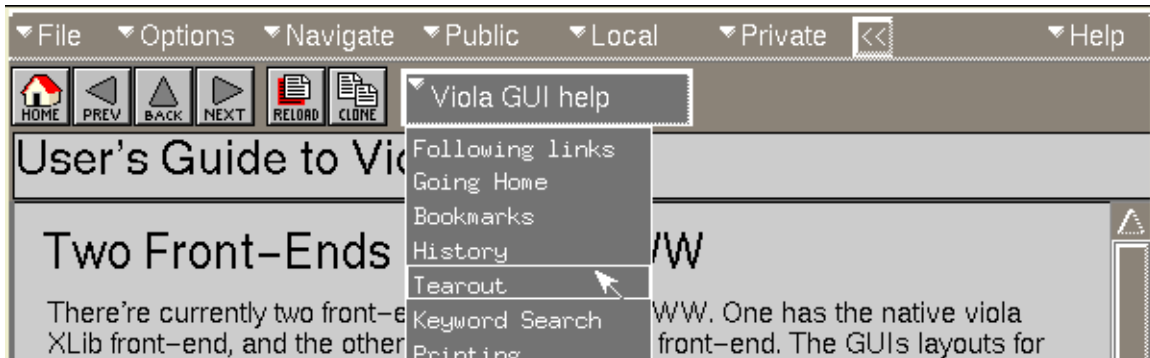 File Options Navigate Public Local Private << Help
HOME PREV BACK NEXT RELOAD CLONE Viola GUI help
User's Guide to Vio
Following links
Going Home
Bookmarks
History
Tearout
Keyword Search
Printing
Two Front-Ends WW
There're currently two front-e WW. One has the native viola
XLib front-end, and the other front-end. The GUIs layouts for